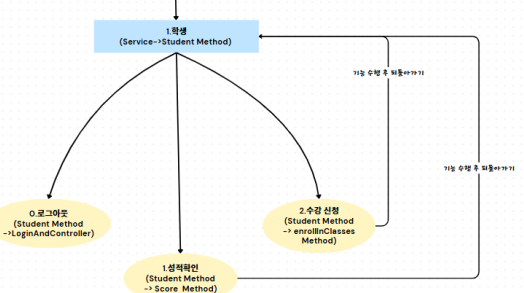 1.학생
(Service->Student Method)
기능 수행 후 되돌아가기
기능 수행 후 되돌아가기
0.로그아웃
(Student Method
->LoginAndController)
2.수강 신청
(Student Method
-> enrollInClasses
Method)
1.성적확인
(Student Method
-> Score Method)